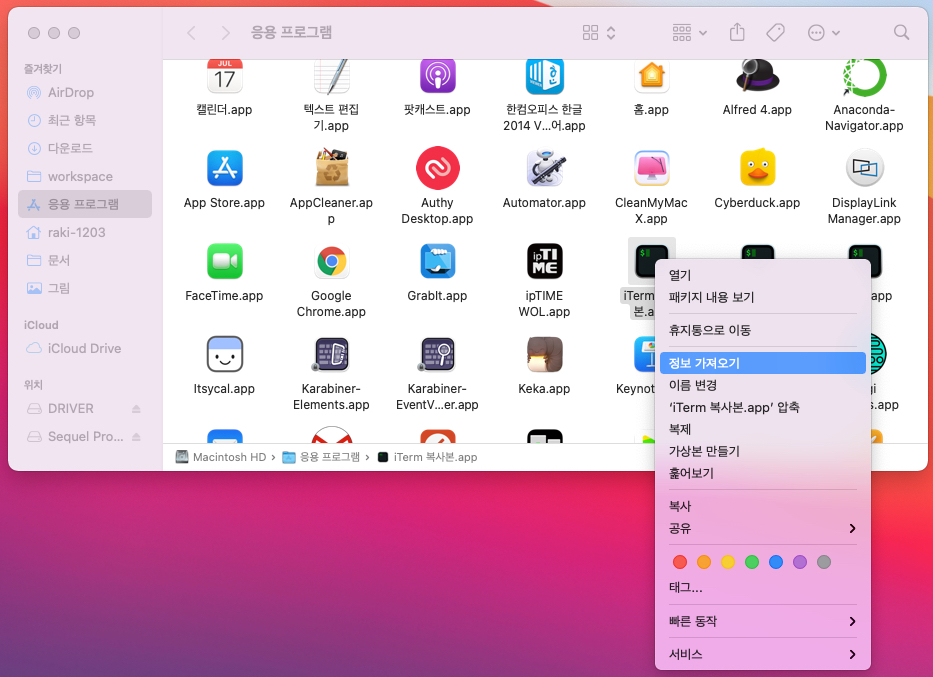 응용 프로그램
즐겨찾기
AirDrop
최근 항목
다운로드
workspace
응용 프로그램
raki-1203
문서
그림
iCloud
iCloud Drive
위치
DRIVER
Sequel Pro...
JUL
17
캘린더.app
텍스트 편집
기.app
팟캐스트.app
한컴오피스 한글
2014 V...어.app
홈.app
Alfred 4.app
Anaconda-
Navigator.app
App Store.app
AppCleaner.ap
p
Authy
Desktop.app
Automator.app
CleanMyMac
X.app
Cyberduck.app
DisplayLink
Manager.app
FaceTime.app
Google
Chrome.app
GrabIt.app
ipTIME
ipTIME
WOL.app
iTerm
본.a
app
Itsycal.app
Karabiner-
Elements.app
Karabiner-
EventV...er.app
Keka.app
Keynot
gi
s.app
Macintosh HD › 응용 프로그램 › iTerm 복사본.app
열기
패키지 내용 보기
휴지통으로 이동
정보 가져오기
이름 변경
‘iTerm 복사본.app’ 압축
복제
가상본 만들기
훑어보기
복사
공유
태그...
빠른 동작
서비스